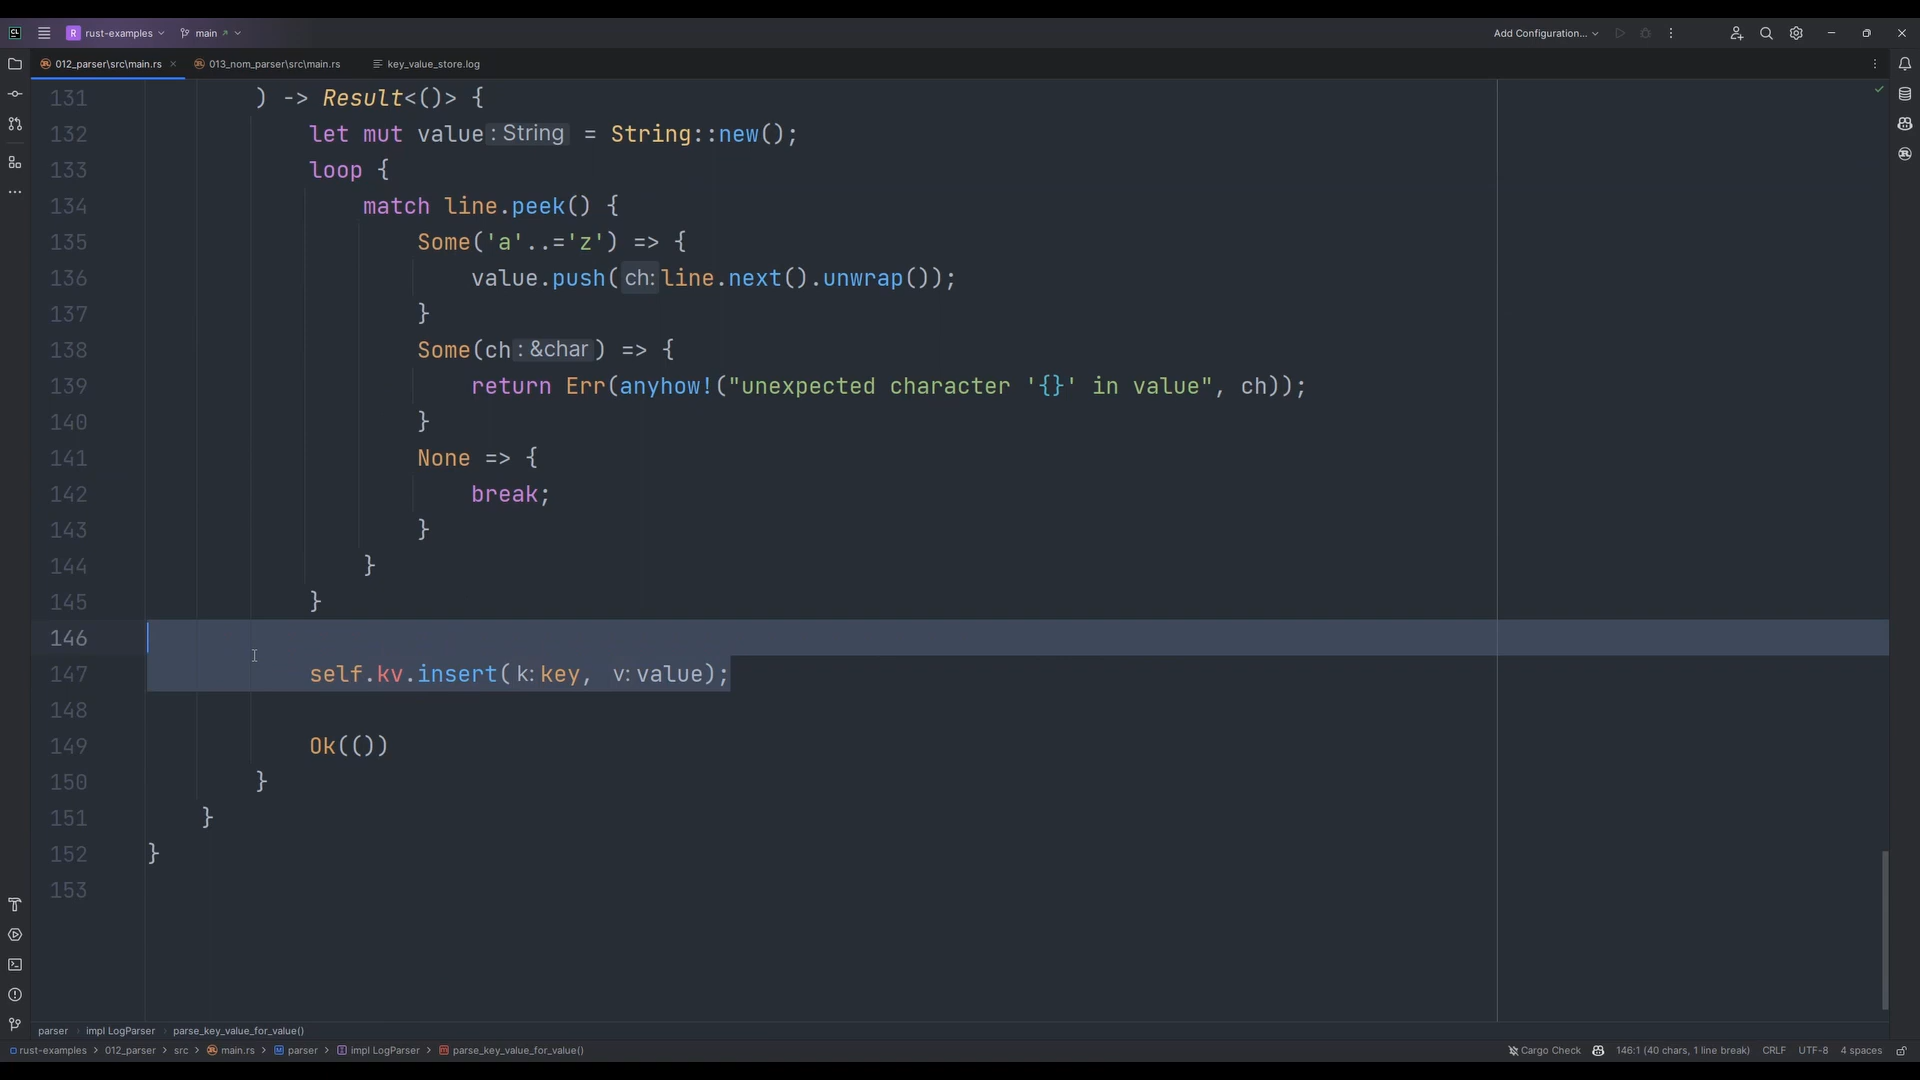 CL
R rust-examples main Add Configuration...
012_parser\src\main.rs 013_nom_parser\src\main.rs key_value_store.log
131 ) -> Result<()> {
132 let mut value: String = String::new();
133 loop {
134 match line.peek() {
135 Some('a'..='z') => {
136 value.push(ch:line.next().unwrap());
137 }
138 Some(ch: &char) => {
139 return Err(anyhow!("unexpected character '{}' in value", ch));
140 }
141 None => {
142 break;
143 }
144 }
145 }
146
147 self.kv.insert(k: key, v: value);
148
149 Ok(())
150 }
151 }
152 }
153
parser › impl LogParser › parse_key_value_for_value()
rust-examples › 012_parser › src › main.rs › parser › impl LogParser › parse_key_value_for_value() Cargo Check 146:1 (40 chars, 1 line break) CRLF UTF-8 4 spaces